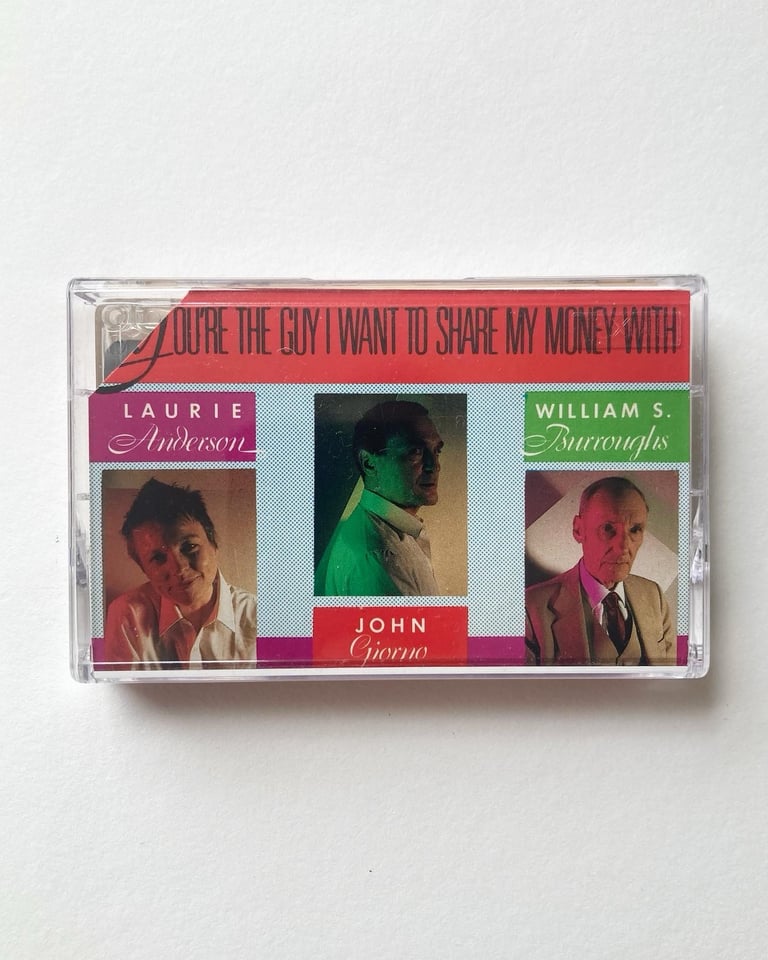 YOU'RE THE GUY I WANT TO SHARE MY MONEY WITH
LAURIE
Anderson
WILLIAM S.
Burroughs
JOHN
Giorno